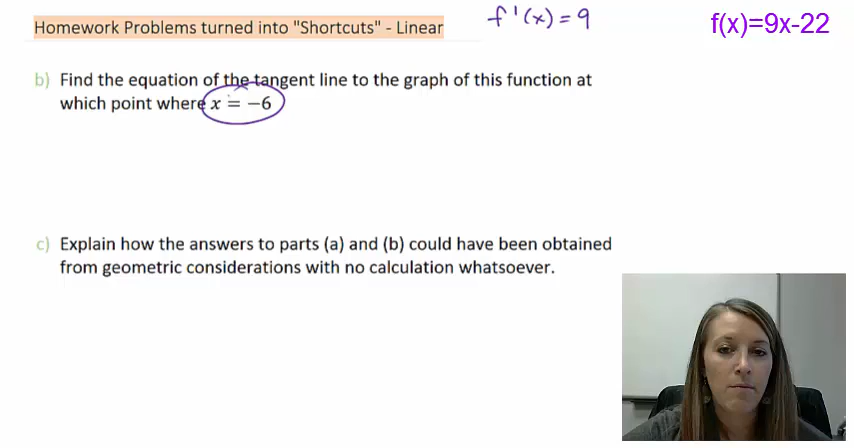 Homework Problems turned into "Shortcuts" - Linear
f'(x) = 9
f(x)=9x-22
b) Find the equation of the tangent line to the graph of this function at
which point where x = −6
c) Explain how the answers to parts (a) and (b) could have been obtained
from geometric considerations with no calculation whatsoever.